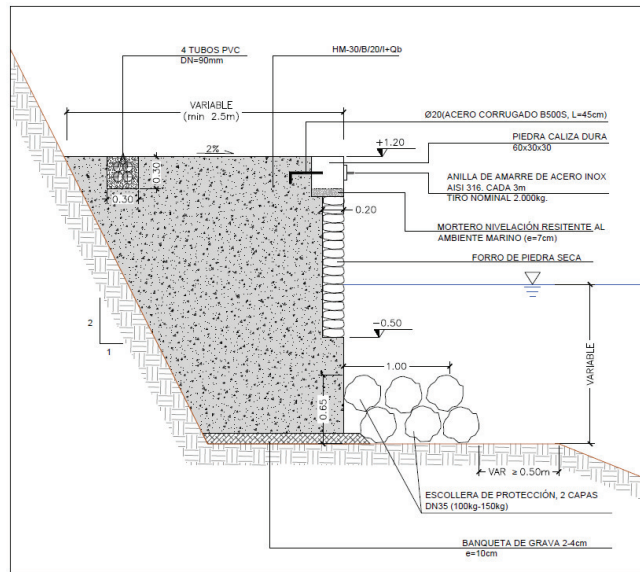 4 TUBOS PVC
DN=90mm
HM-30/B/20/I+Qb
VARIABLE
(min 2.5m)
Ø20(ACERO CORRUGADO B500S, L=45cm)
2%
+1.20
PIEDRA CALIZA DURA
60x30x30
0.30
0.30
ANILLA DE AMARRE DE ACERO INOX
AISI 316. CADA 3m
TIRO NOMINAL 2.000kg.
0.20
MORTERO NIVELACIÓN RESITENTE AL
AMBIENTE MARINO (e=7cm)
FORRO DE PIEDRA SECA
2
1
-0.50
1.00
VARIABLE
0.65
VAR ≥0.50m
ESCOLLERA DE PROTECCIÓN, 2 CAPAS
DN35 (100kg-150kg)
BANQUETA DE GRAVA 2-4cm
e=10cm